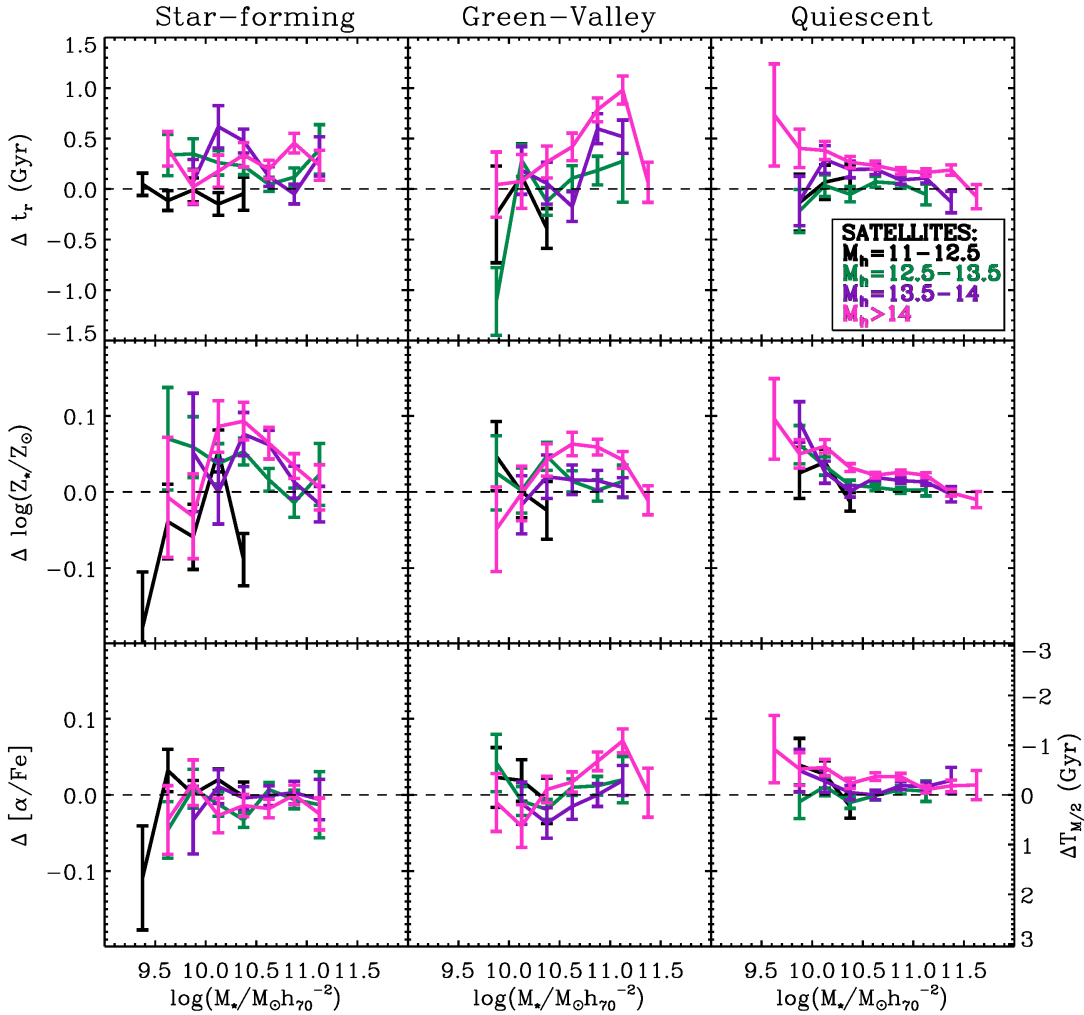 Star−forming Green−Valley Quiescent
1.5
1.0
0.5
0.0
−0.5
−1.0
−1.5
Δ t_r (Gyr)
SATELLITES:
M_h=11−12.5
M_h=12.5−13.5
M_h=13.5−14
M_h>14
0.1
0.0
−0.1
Δ log(Z_*/Z_⊙)
0.1
0.0
−0.1
Δ [α/Fe]
−3
−2
−1
0
1
2
3
ΔT_M/2 (Gyr)
9.5 10.0 10.5 11.0 11.5 9.5 10.0 10.5 11.0 11.5 9.5 10.0 10.5 11.0 11.5
log(M_*/M⊙h_70^−2) log(M_*/M⊙h_70^−2) log(M_*/M⊙h_70^−2)